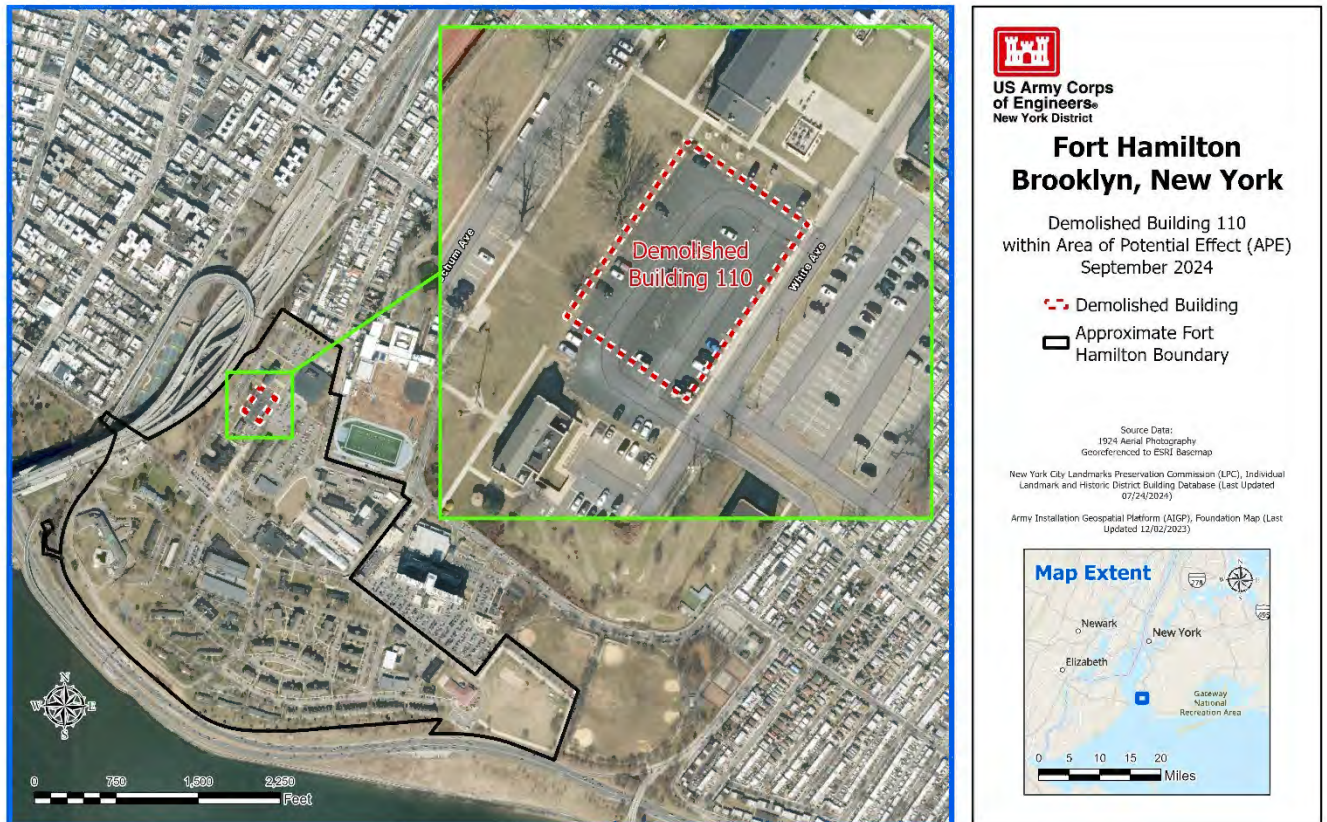 Schum Ave
Demolished
Building 110
White Ave
N
W E
S
0 750 1,500 2,250
Feet
US Army Corps
of Engineers®
New York District
Fort Hamilton
Brooklyn, New York
Demolished Building 110
within Area of Potential Effect (APE)
September 2024
Demolished Building
Approximate Fort
Hamilton Boundary
Source Data:
1924 Aerial Photography
Georeferenced to ESRI Basemap
New York City Landmarks Preservation Commission (LPC), Individual
Landmark and Historic District Building Database (Last Updated
07/24/2024)
Army Installation Geospatial Platform (AIGP), Foundation Map (Last
Updated 12/02/2023)
Map Extent
278
495
Newark
New York
Elizabeth
Gateway
National
Recreation Area
0 5 10 15 20
Miles